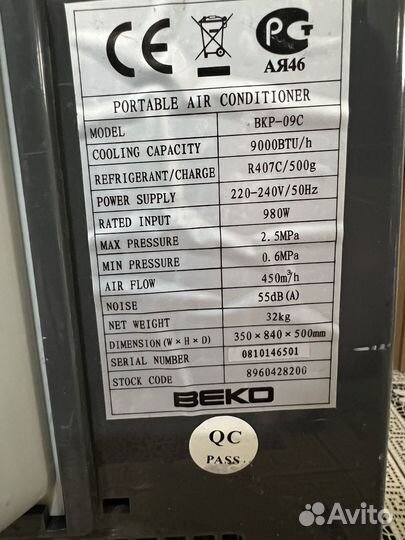 CE
РСТ
АЯ46
PORTABLE AIR CONDITIONER
MODEL BKP-09C
COOLING CAPACITY 9000BTU/h
REFRIGERANT/CHARGE R407C/500g
POWER SUPPLY 220-240V/50Hz
RATED INPUT 980W
MAX PRESSURE 2.5MPa
MIN PRESSURE 0.6MPa
AIR FLOW 450m³/h
NOISE 55dB(A)
NET WEIGHT 32kg
DIMENSION(W×H×D) 350×840×500mm
SERIAL NUMBER 0810146501
STOCK CODE 8960428200
BEKO
QC
PASS
Avito